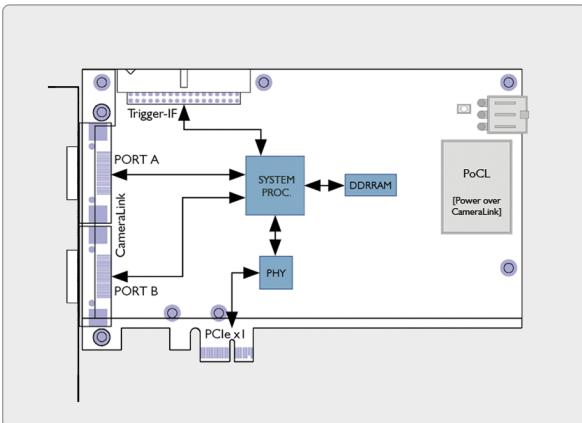 Trigger-IF
PORT A
CameraLink
PORT B
SYSTEM
PROC.
DDRRAM
PHY
PCIe x1
PoCL
[Power over
CameraLink]